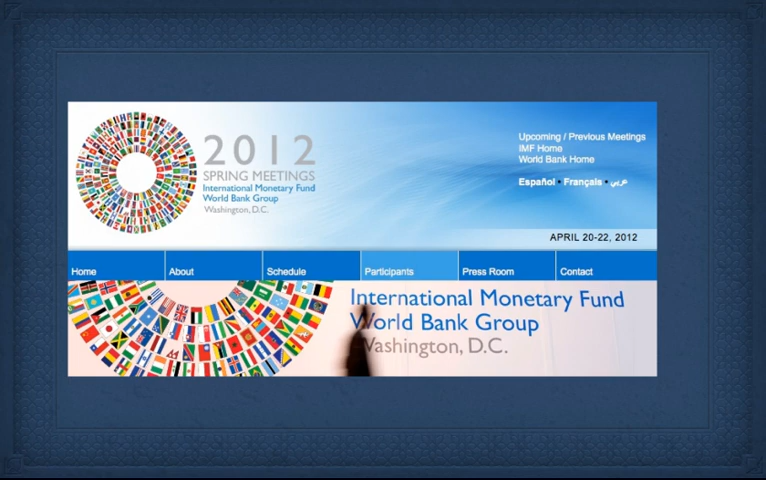 2012
SPRING MEETINGS
International Monetary Fund
World Bank Group
Washington, D.C.
Upcoming / Previous Meetings
IMF Home
World Bank Home
Español • Français • عربي
APRIL 20-22, 2012
Home
About
Schedule
Participants
Press Room
Contact
International Monetary Fund
World Bank Group
Washington, D.C.